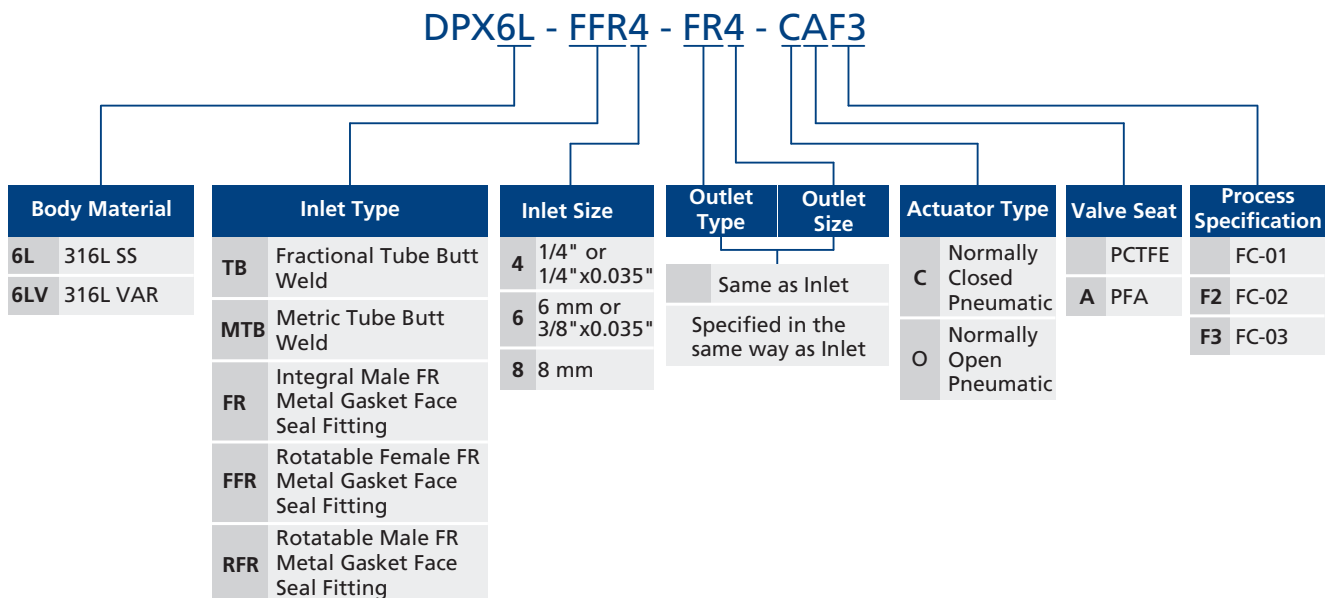 DPX6L - FFR4 - FR4 - CAF3
Body Material
6L 316L SS
6LV 316L VAR
Inlet Type
TB Fractional Tube Butt
Weld
MTB Metric Tube Butt
Weld
FR Integral Male FR
Metal Gasket Face
Seal Fitting
FFR Rotatable Female FR
Metal Gasket Face
Seal Fitting
RFR Rotatable Male FR
Metal Gasket Face
Seal Fitting
Inlet Size
4 1/4" or
1/4"x0.035"
6 6 mm or
3/8"x0.035"
8 8 mm
Outlet
Type
Outlet
Size
Same as Inlet
Specified in the
same way as Inlet
Actuator Type
C Normally
Closed
Pneumatic
O Normally
Open
Pneumatic
Valve Seat
PCTFE
A PFA
Process
Specification
FC-01
F2 FC-02
F3 FC-03